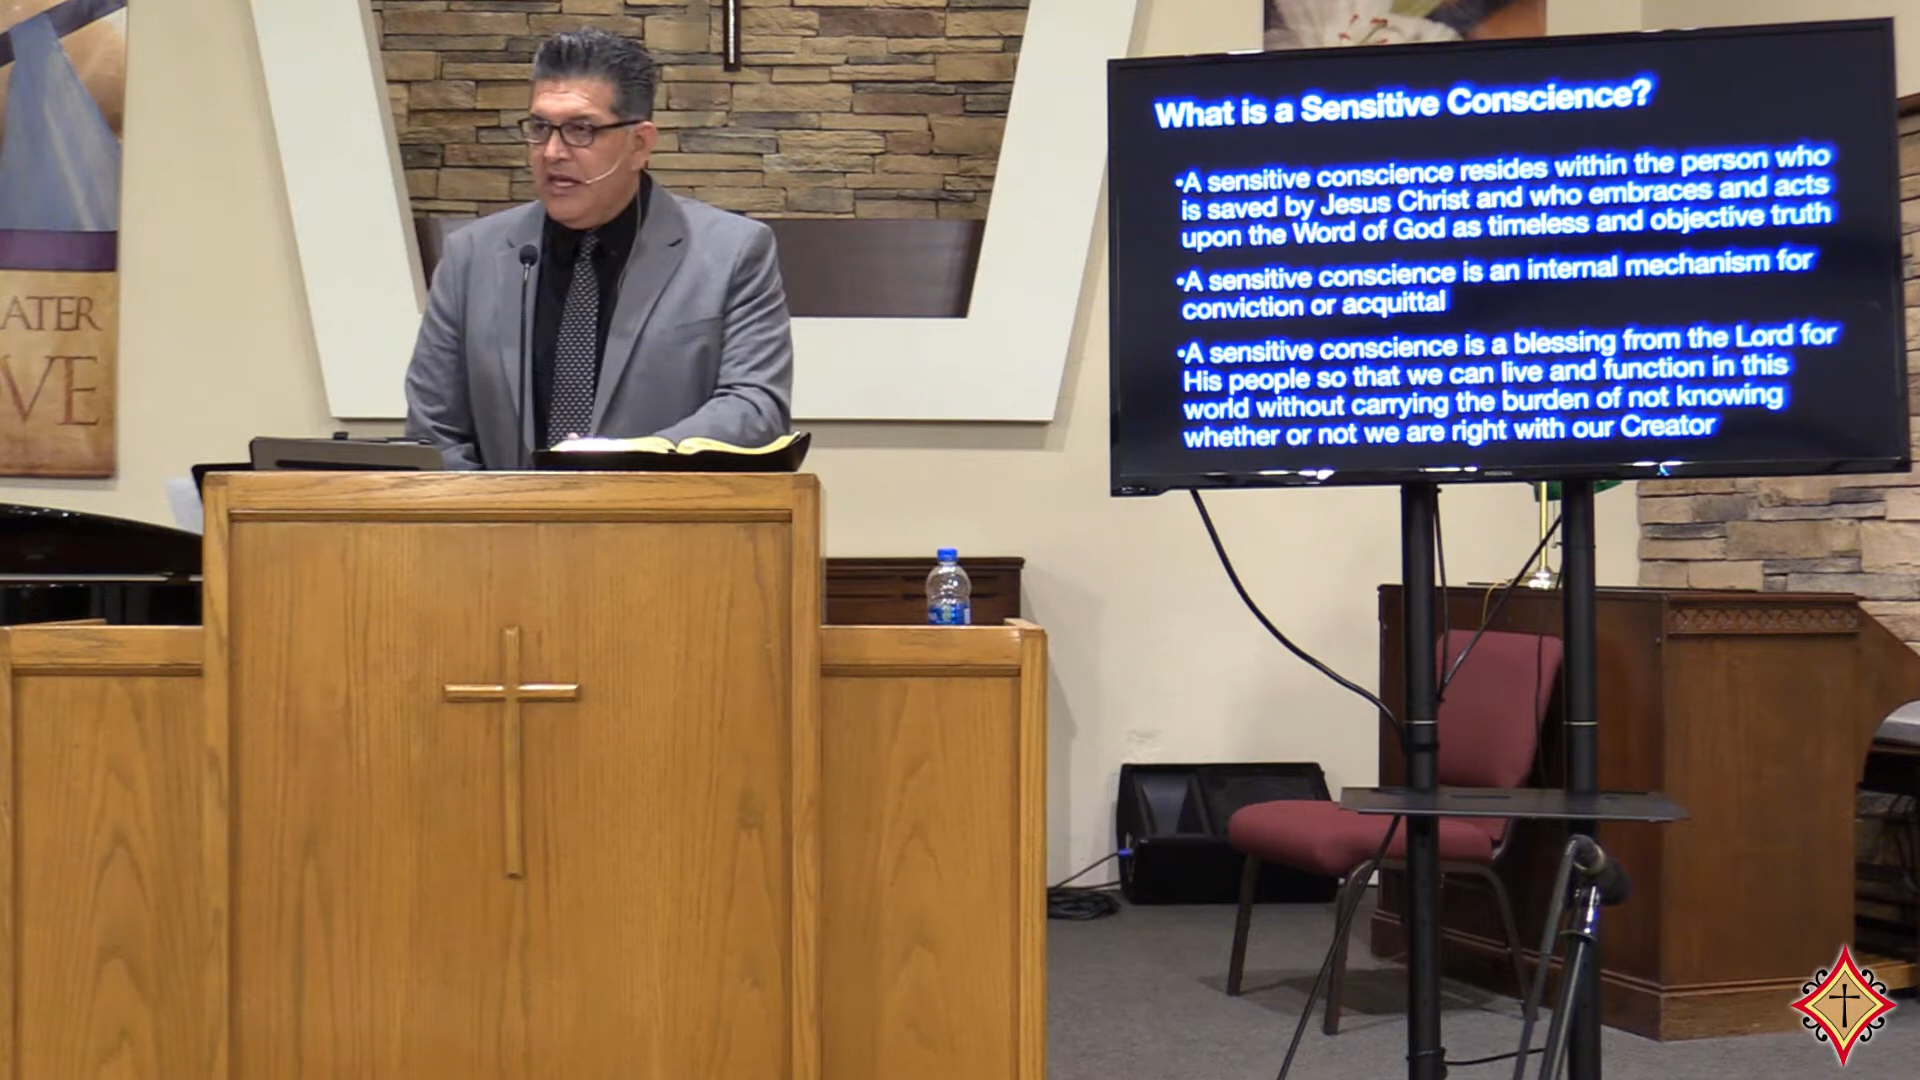 ATER
VE
What is a Sensitive Conscience?
•A sensitive conscience resides within the person who
is saved by Jesus Christ and who embraces and acts
upon the Word of God as timeless and objective truth
•A sensitive conscience is an internal mechanism for
conviction or acquittal
•A sensitive conscience is a blessing from the Lord for
His people so that we can live and function in this
world without carrying the burden of not knowing
whether or not we are right with our Creator
INSIGNIA